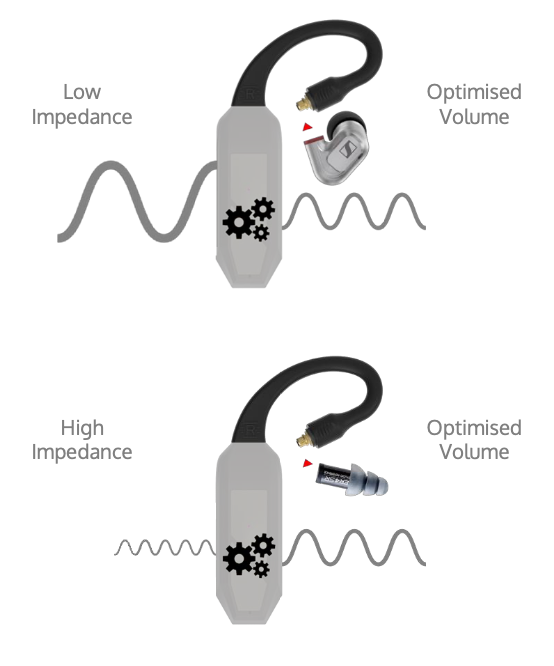 Low
Impedance
Optimised
Volume
High
Impedance
Optimised
Volume